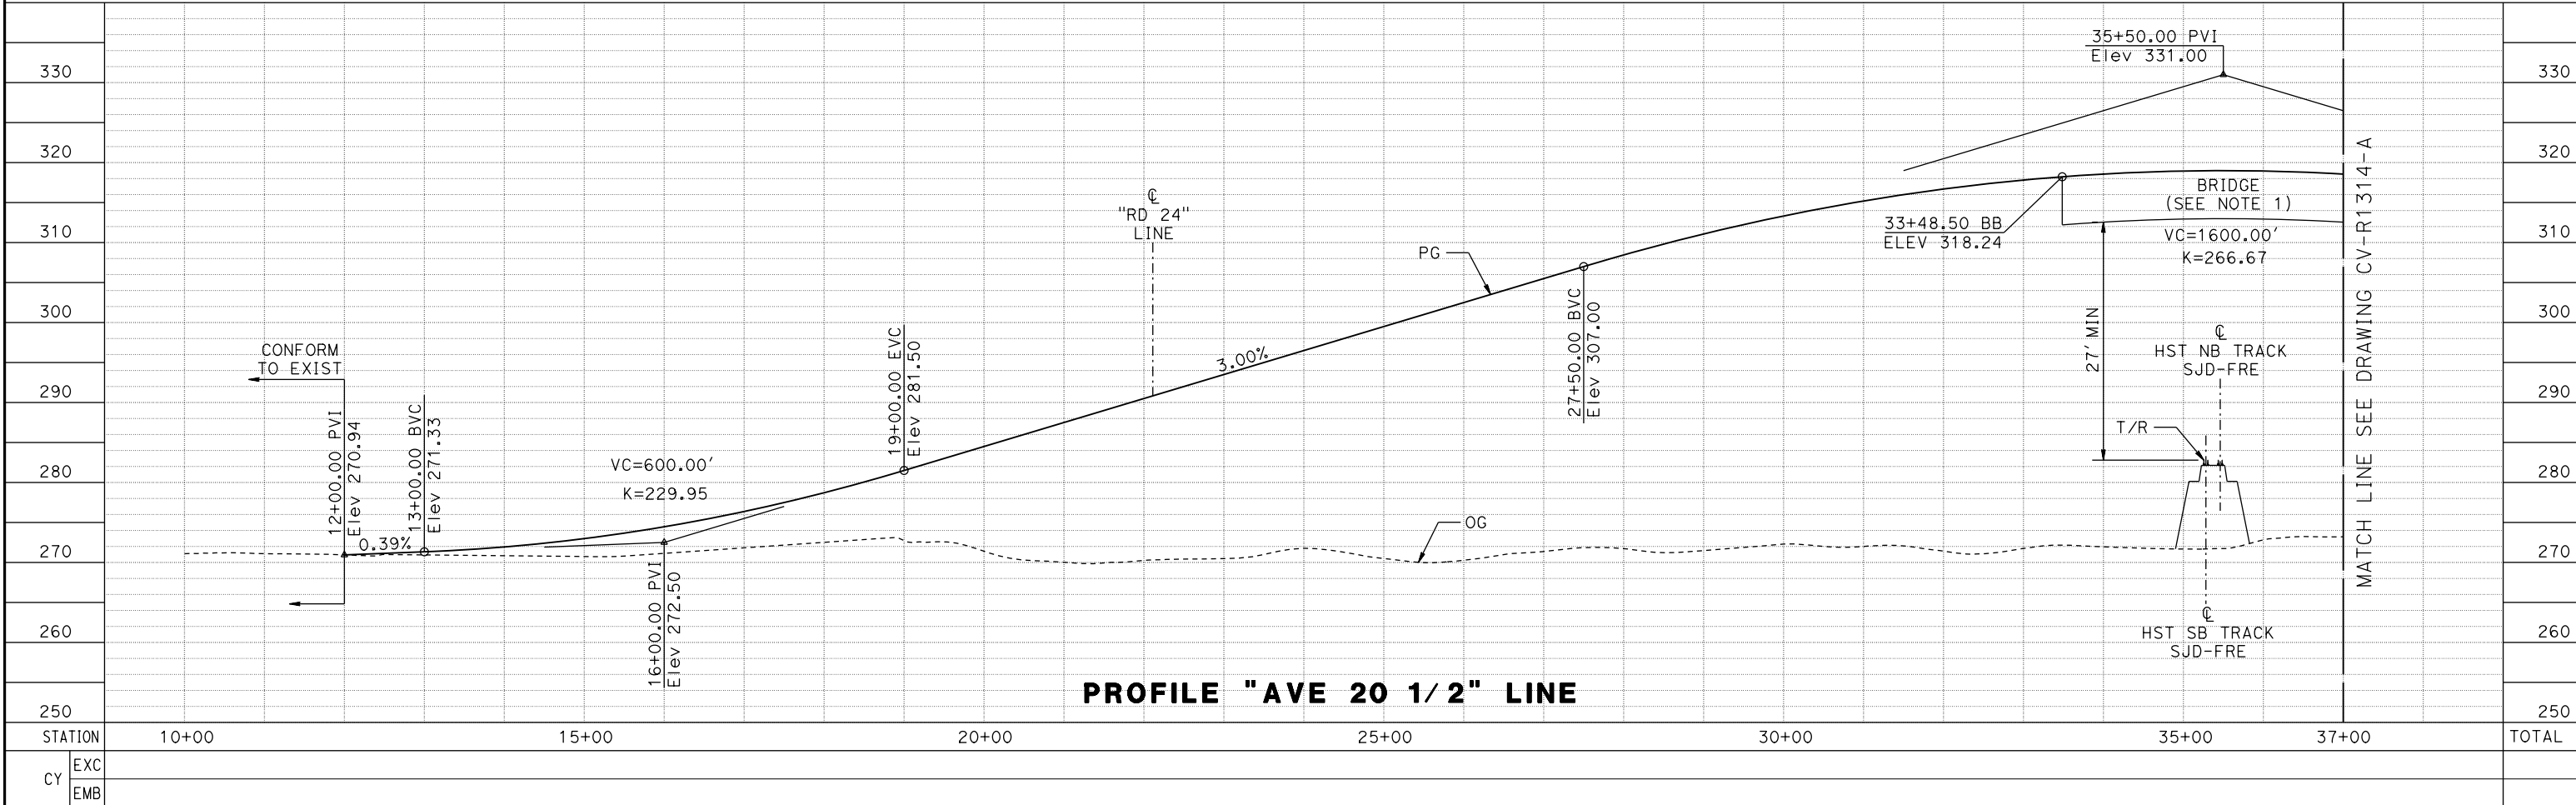 330
320
310
300
290
280
270
260
250
CONFORM
TO EXIST
12+00.00 PVI
Elev 270.94
0.39%
13+00.00 BVC
Elev 271.33
VC=600.00'
K=229.95
16+00.00 PVI
Elev 272.50
19+00.00 EVC
Elev 281.50
℄
"RD 24"
LINE
3.00%
PG
OG
27+50.00 BVC
Elev 307.00
35+50.00 PVI
Elev 331.00
33+48.50 BB
ELEV 318.24
BRIDGE
(SEE NOTE 1)
VC=1600.00'
K=266.67
27' MIN
℄
HST NB TRACK
SJD-FRE
T/R
℄
HST SB TRACK
SJD-FRE
MATCH LINE SEE DRAWING CV-R1314-A
330
320
310
300
290
280
270
260
250
PROFILE "AVE 20 1/2" LINE
STATION 10+00 15+00 20+00 25+00 30+00 35+00 37+00 TOTAL
CY
EXC
EMB